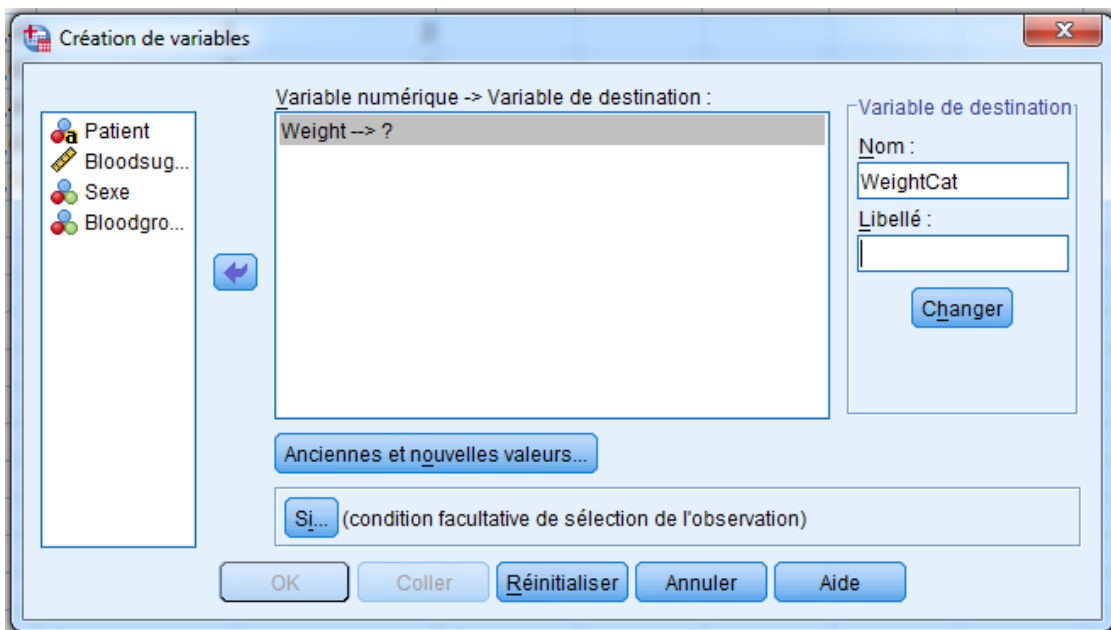 Création de variables
Variable numérique -> Variable de destination :
Patient
Bloodsug...
Sexe
Bloodgro...
Weight --> ?
Variable de destination
Nom :
WeightCat
Libellé :
Changer
Anciennes et nouvelles valeurs...
Si... (condition facultative de sélection de l'observation)
OK Coller Réinitialiser Annuler Aide